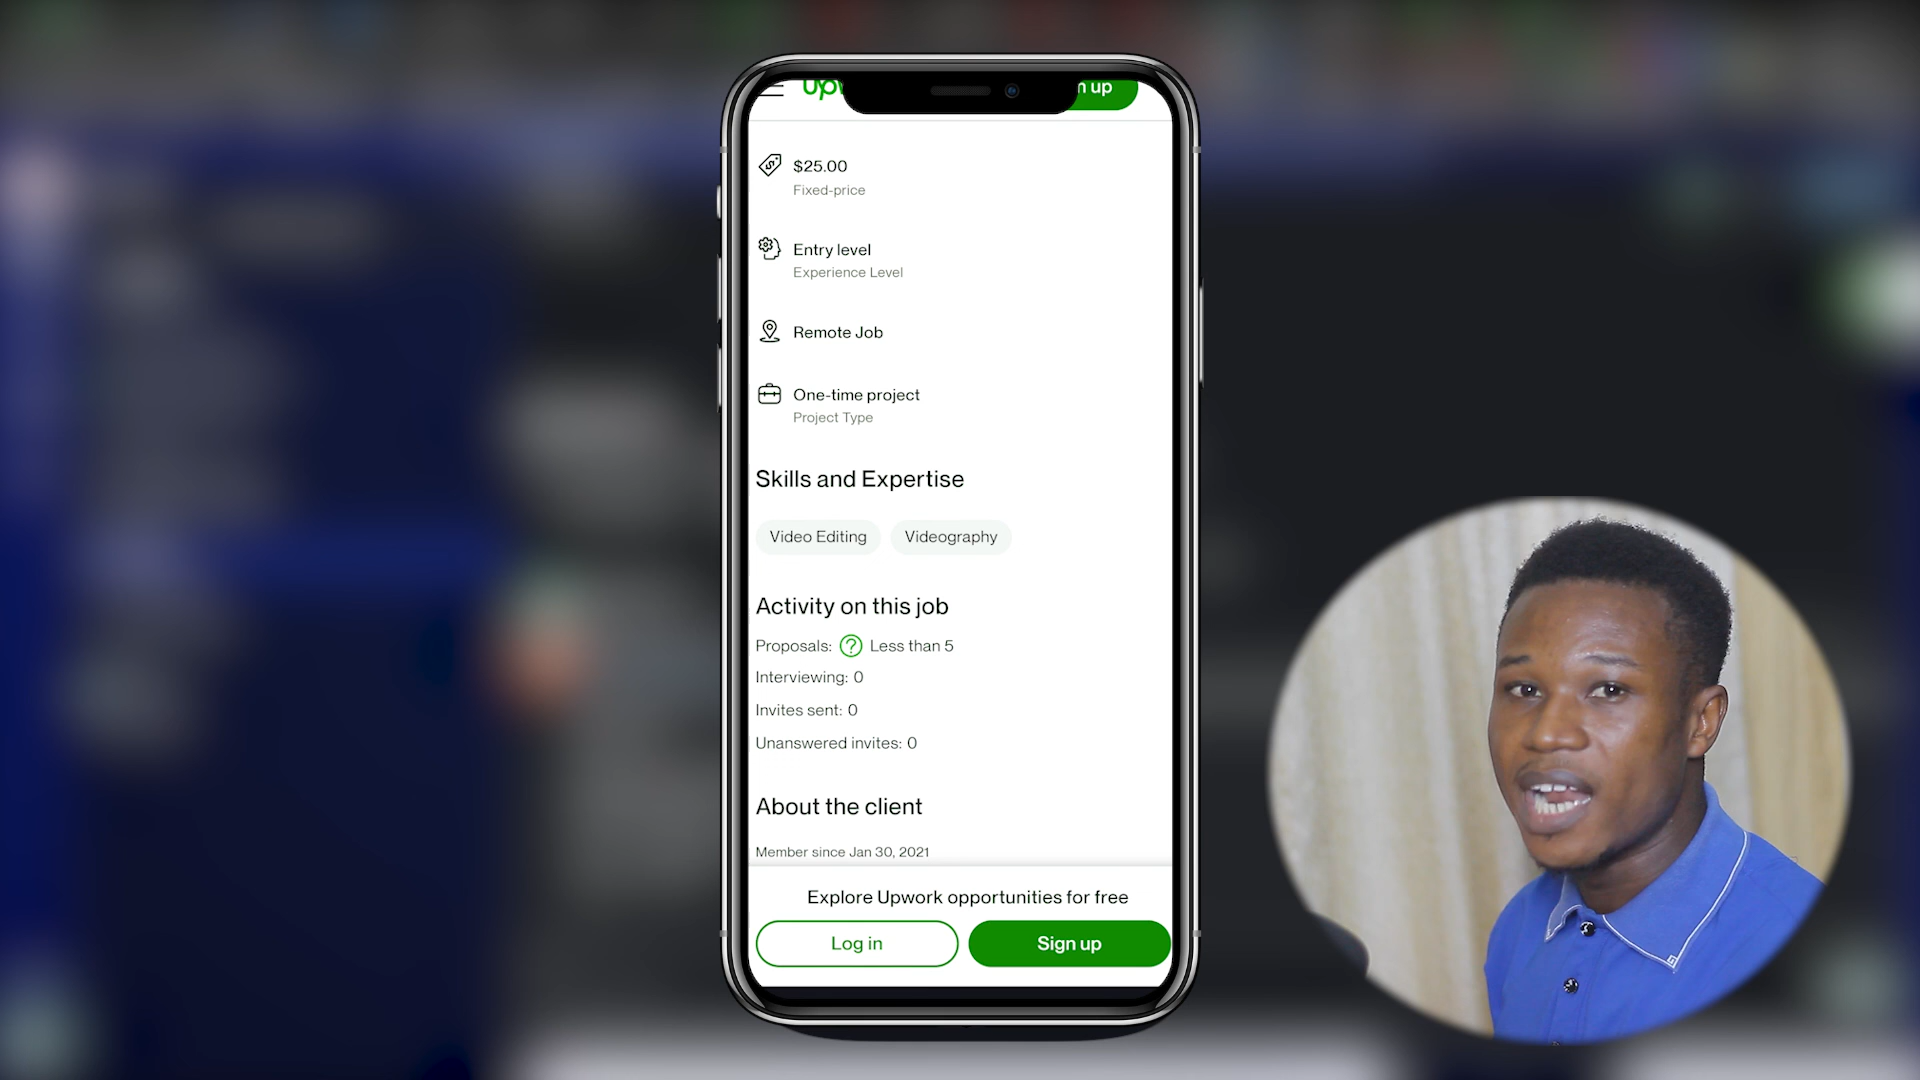 Upw
n up
$25.00
Fixed-price
Entry level
Experience Level
Remote Job
One-time project
Project Type
Skills and Expertise
Video Editing Videography
Activity on this job
Proposals: ? Less than 5
Interviewing: 0
Invites sent: 0
Unanswered invites: 0
About the client
Member since Jan 30, 2021
Explore Upwork opportunities for free
Log in Sign up